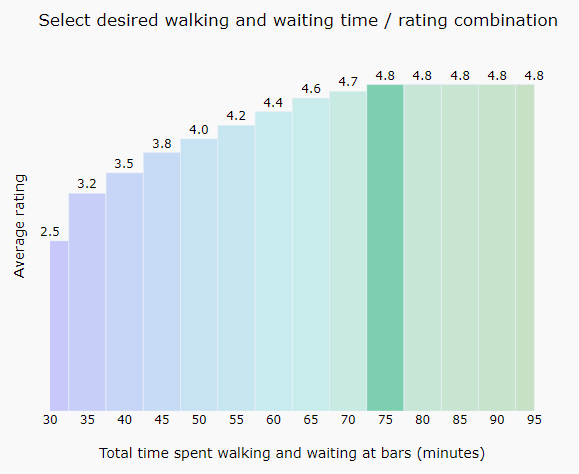 Select desired walking and waiting time / rating combination
2.5 3.2 3.5 3.8 4.0 4.2 4.4 4.6 4.7 4.8 4.8 4.8 4.8 4.8
Average rating
30 35 40 45 50 55 60 65 70 75 80 85 90 95
Total time spent walking and waiting at bars (minutes)